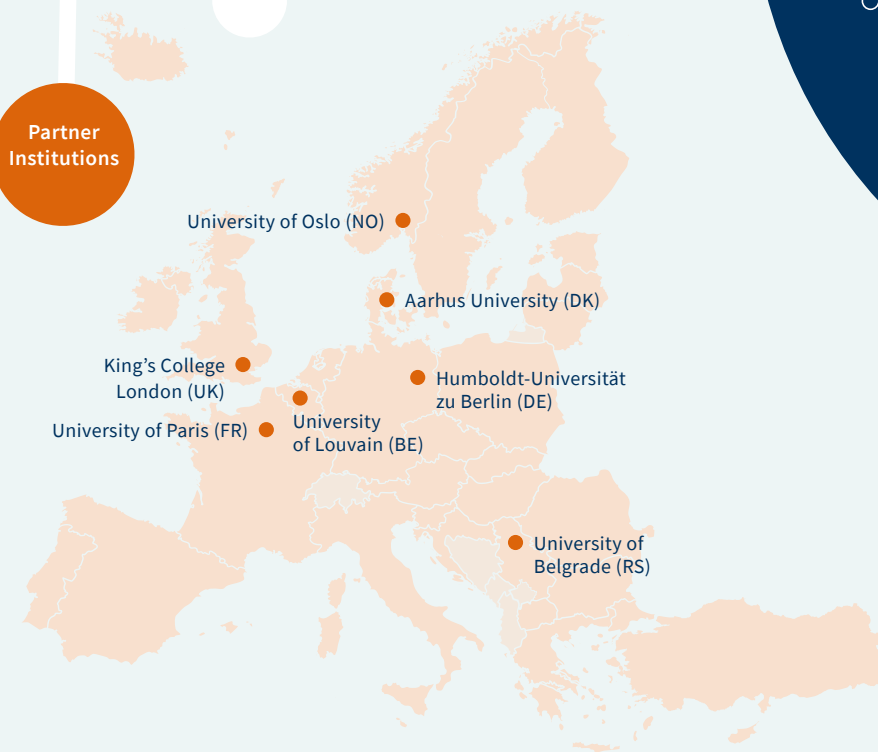 Partner
Institutions
University of Oslo (NO)
Aarhus University (DK)
King’s College
London (UK)
Humboldt-Universität
zu Berlin (DE)
University
of Louvain (BE)
University of Paris (FR)
University of
Belgrade (RS)